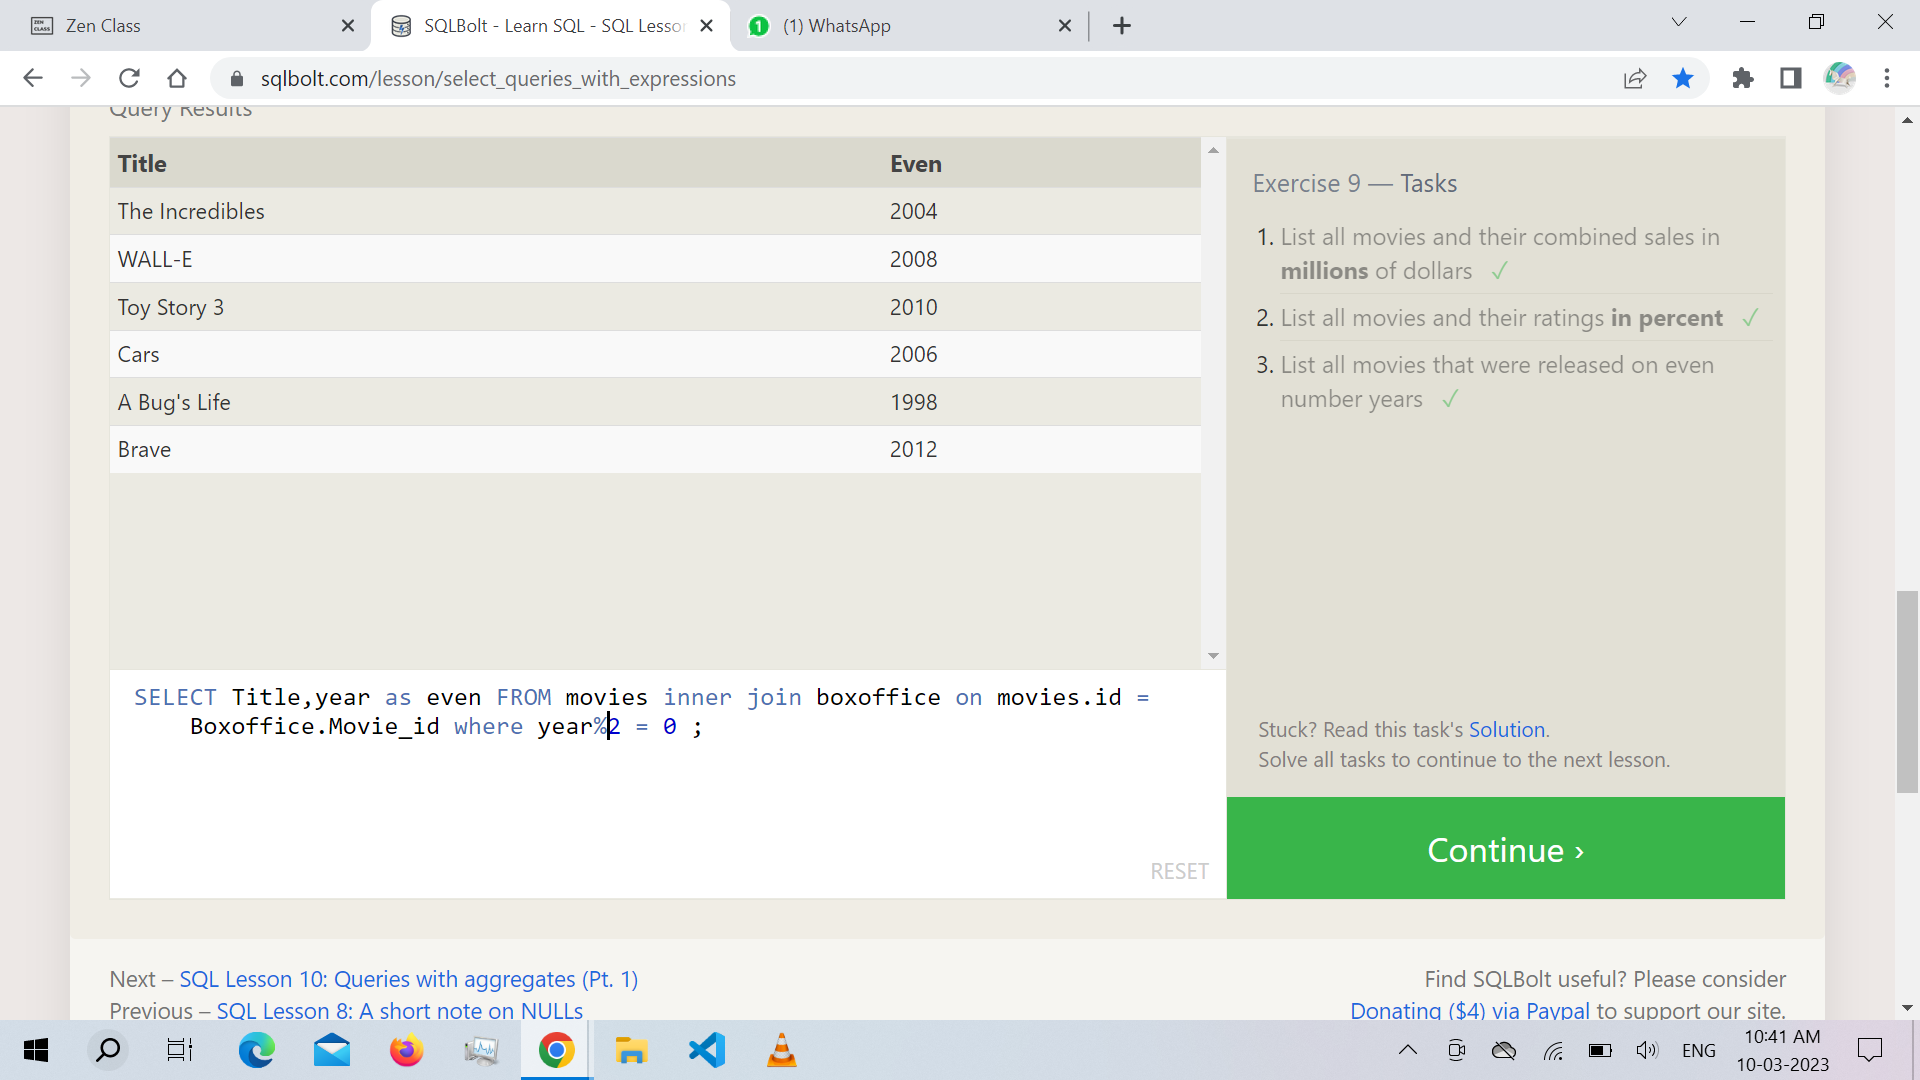 Zen Class
SQLBolt - Learn SQL - SQL Lesso
(1) WhatsApp
sqlbolt.com/lesson/select_queries_with_expressions
Query Results
Title Even
The Incredibles 2004
WALL-E 2008
Toy Story 3 2010
Cars 2006
A Bug's Life 1998
Brave 2012
SELECT Title,year as even FROM movies inner join boxoffice on movies.id =
Boxoffice.Movie_id where year%2 = 0 ;
RESET
Exercise 9 — Tasks
1. List all movies and their combined sales in
millions of dollars ✓
2. List all movies and their ratings in percent ✓
3. List all movies that were released on even
number years ✓
Stuck? Read this task's Solution.
Solve all tasks to continue to the next lesson.
Continue ›
Next – SQL Lesson 10: Queries with aggregates (Pt. 1)
Previous – SQL Lesson 8: A short note on NULLs
Find SQLBolt useful? Please consider
Donating ($4) via Paypal to support our site.
ENG
10:41 AM
10-03-2023